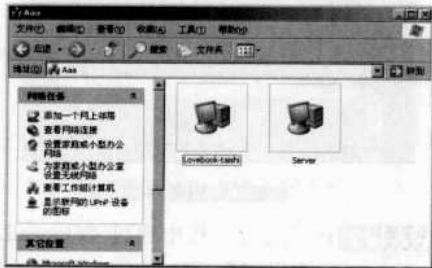 Aaa
文件(F) 编辑(E) 查看(V) 收藏(A) 工具(T) 帮助(H)
后退 搜索 文件夹
地址(D) Aaa 转到
网络任务
添加一个网上邻居
查看网络连接
设置家庭或小型办公
网络
为家庭或小型办公室
设置无线网络
查看工作组计算机
显示联网的 UPnP 设备
的图标
其它位置
Microsoft Windows
Lovebook-taishi
Server